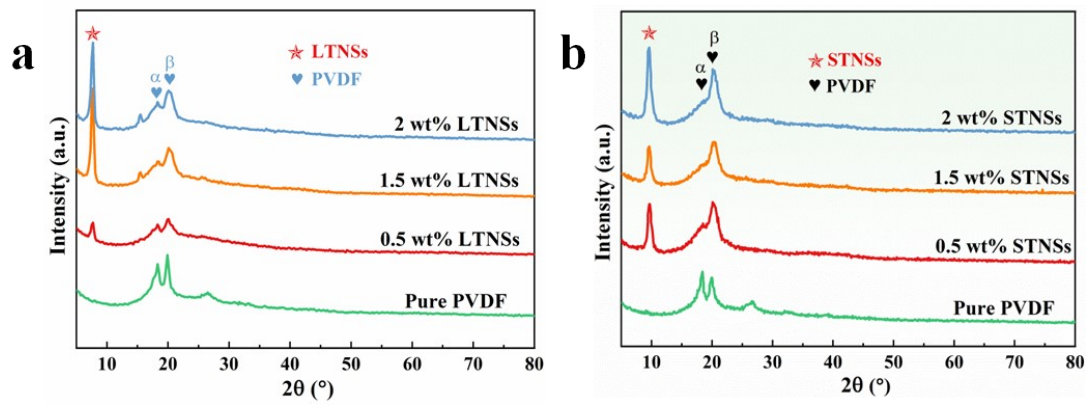 a
Intensity (a.u.)
✯ LTNSs
♥ PVDF
α
β
2 wt% LTNSs
1.5 wt% LTNSs
0.5 wt% LTNSs
Pure PVDF
10 20 30 40 50 60 70 80
2θ (°)
b
Intensity (a.u.)
✯ STNSs
♥ PVDF
α
β
2 wt% STNSs
1.5 wt% STNSs
0.5 wt% STNSs
Pure PVDF
10 20 30 40 50 60 70 80
2θ (°)